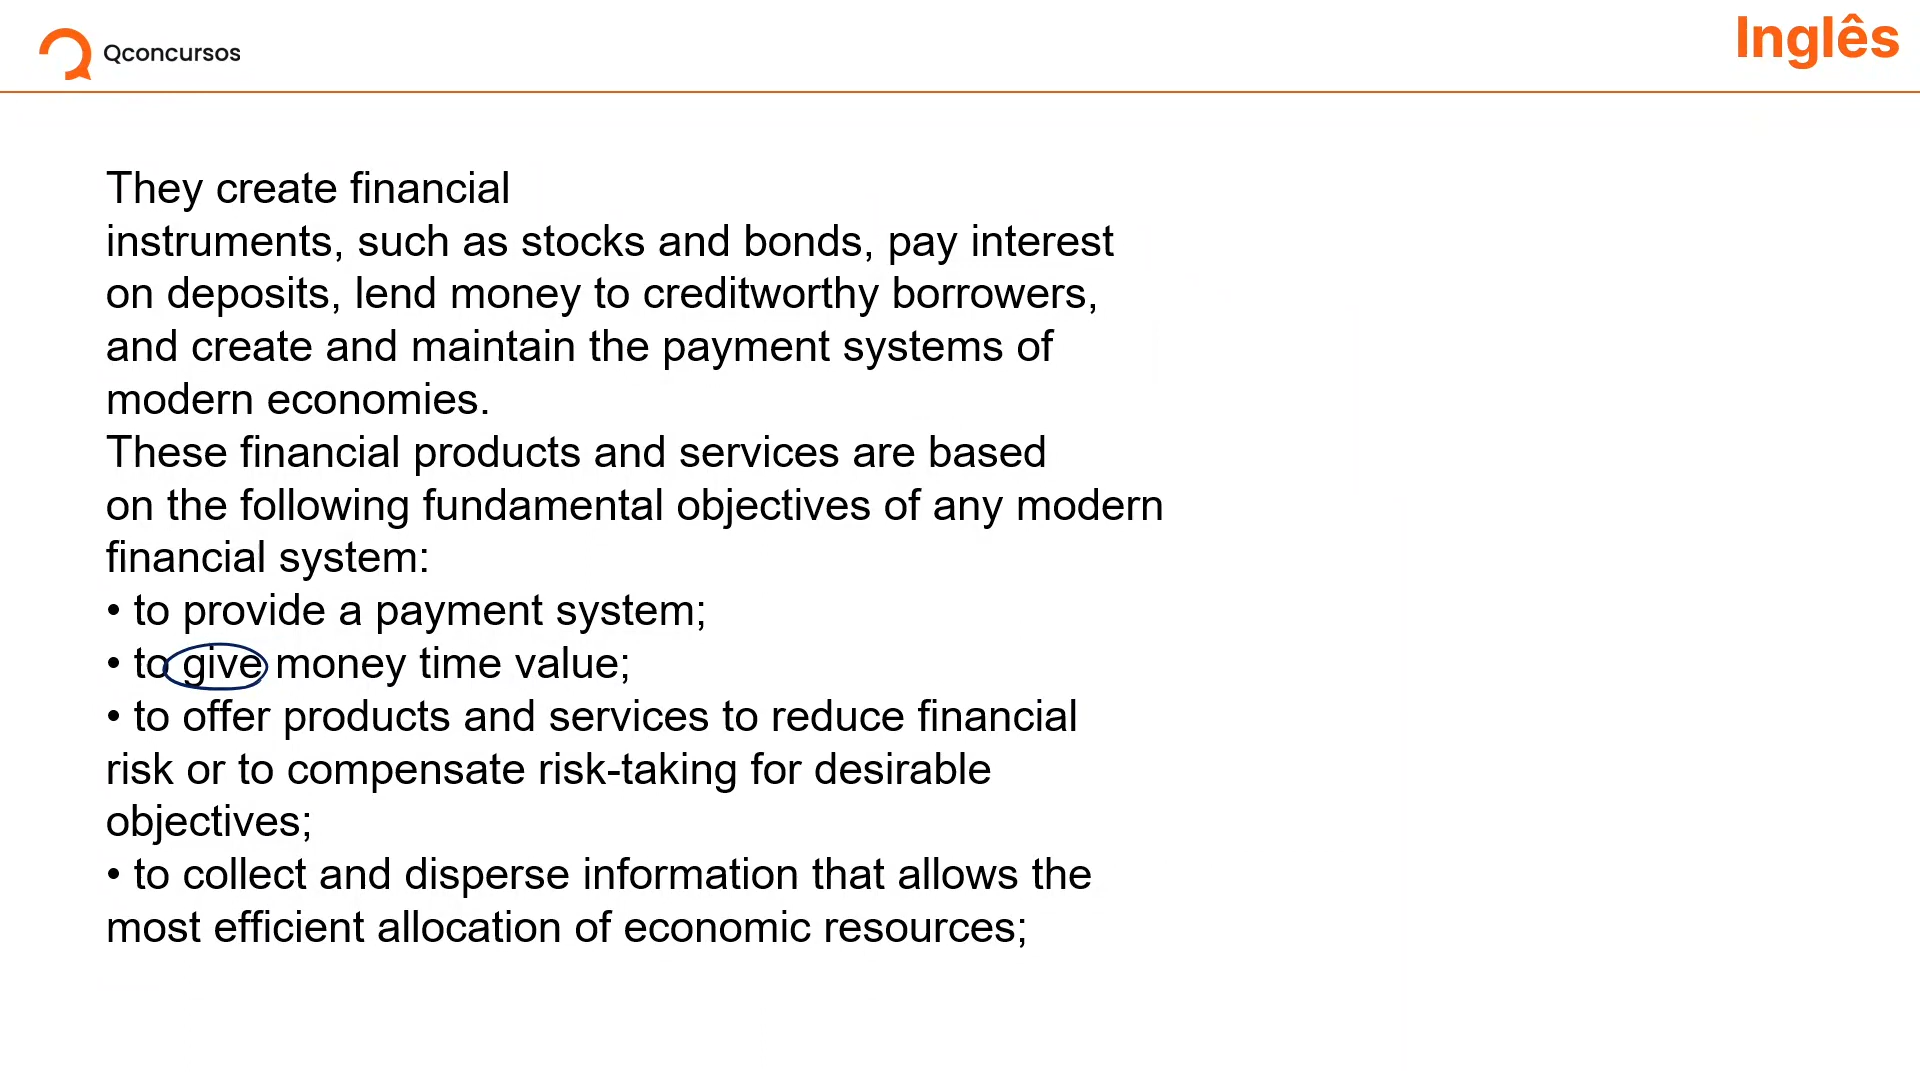 Qconcursos
Inglês
They create financial
instruments, such as stocks and bonds, pay interest
on deposits, lend money to creditworthy borrowers,
and create and maintain the payment systems of
modern economies.
These financial products and services are based
on the following fundamental objectives of any modern
financial system:
• to provide a payment system;
• to give money time value;
• to offer products and services to reduce financial
risk or to compensate risk-taking for desirable
objectives;
• to collect and disperse information that allows the
most efficient allocation of economic resources;